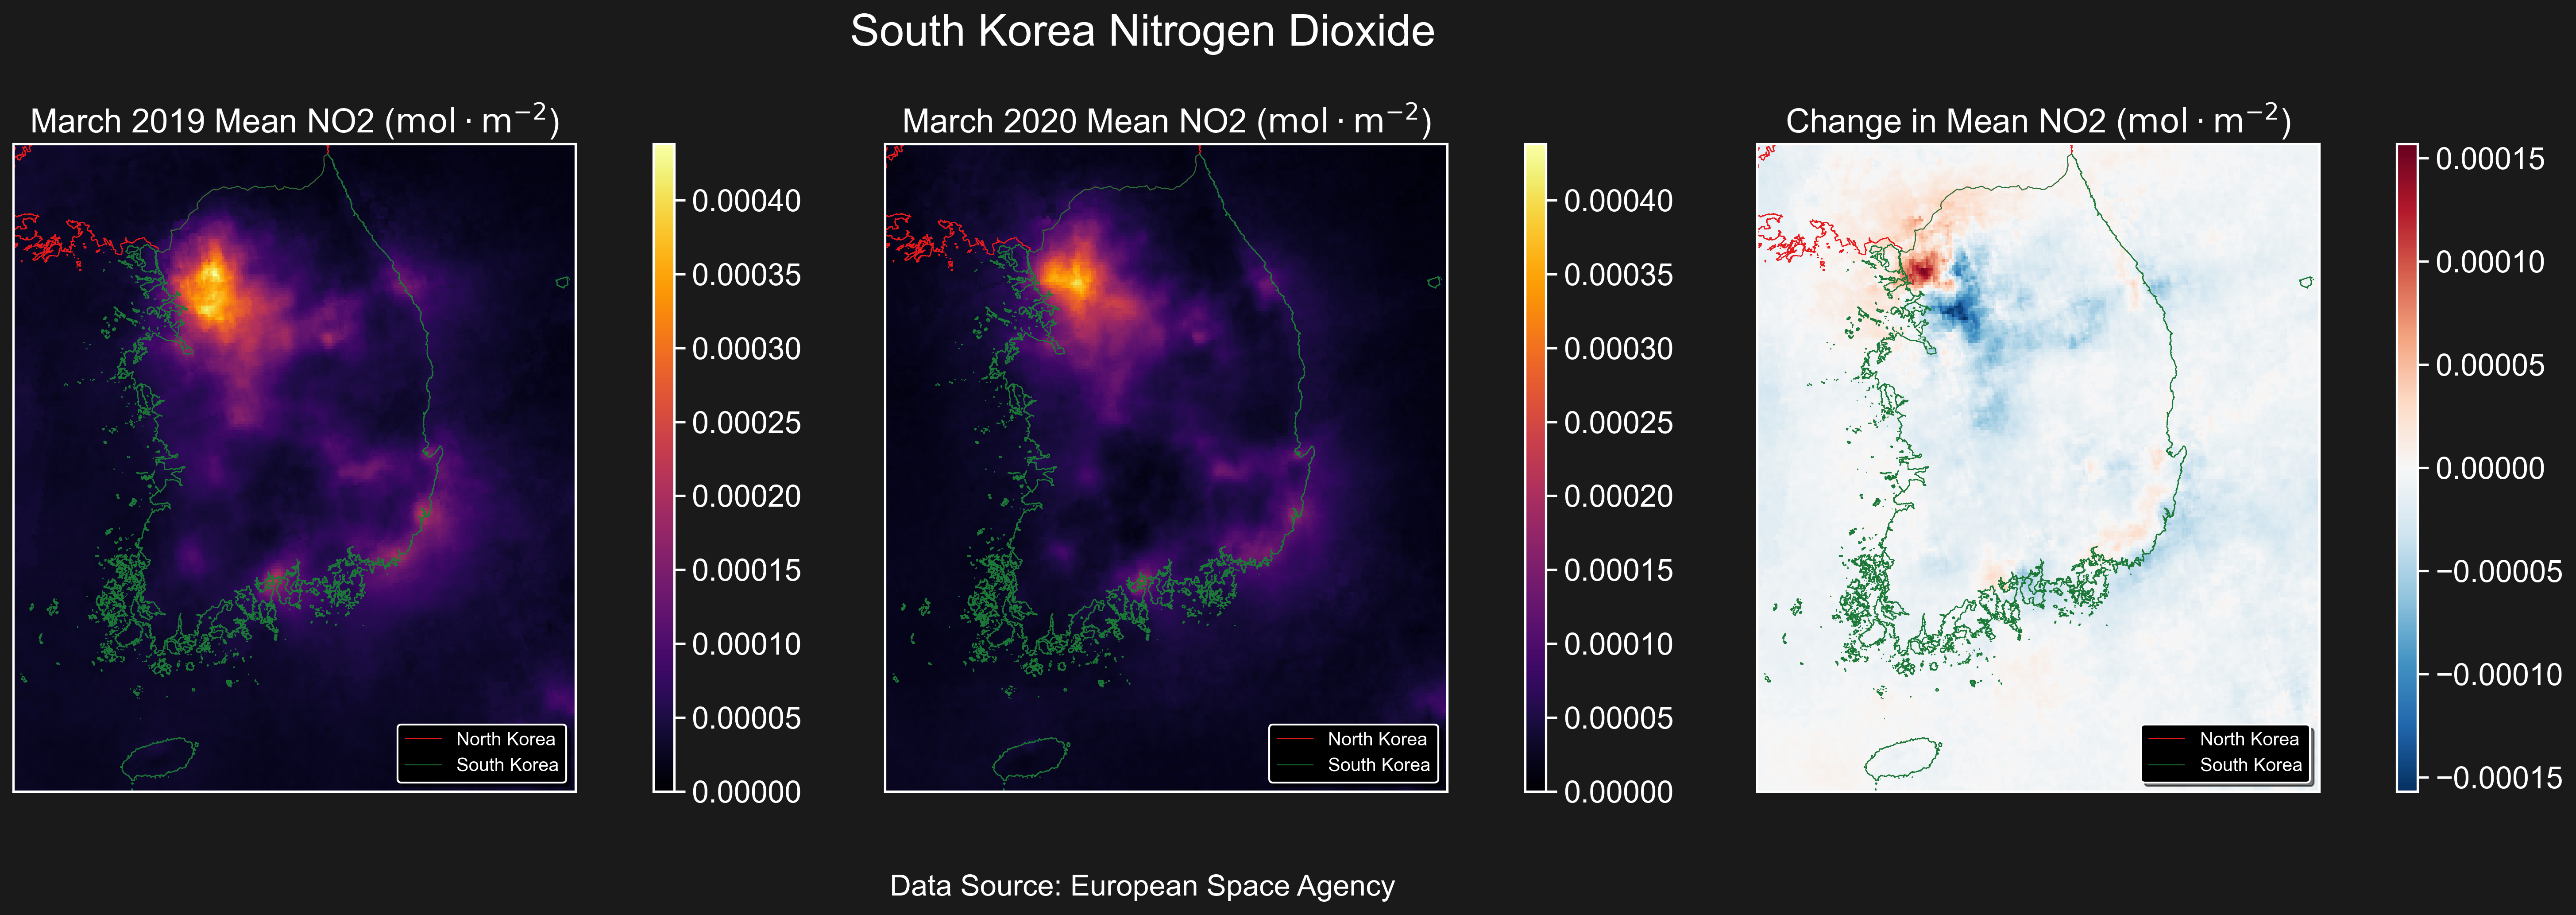 South Korea Nitrogen Dioxide
March 2019 Mean NO2 (mol · m⁻²)
0.00040
0.00035
0.00030
0.00025
0.00020
0.00015
0.00010
0.00005
0.00000
North Korea
South Korea
March 2020 Mean NO2 (mol · m⁻²)
0.00040
0.00035
0.00030
0.00025
0.00020
0.00015
0.00010
0.00005
0.00000
North Korea
South Korea
Change in Mean NO2 (mol · m⁻²)
0.00015
0.00010
0.00005
0.00000
−0.00005
−0.00010
−0.00015
North Korea
South Korea
Data Source: European Space Agency